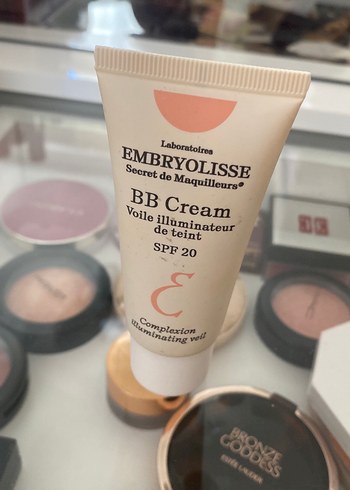 Laboratoires
EMBRYOLISSE
Secret de Maquilleurs®
BB Cream
Voile illuminateur
de teint
SPF 20
ε
Complexion
illuminating veil
BRONZE
GODDESS
ESTĒE LAUDER